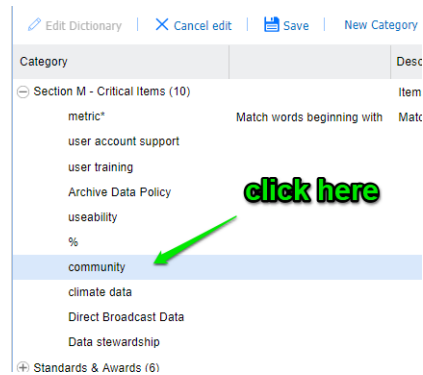 Edit Dictionary Cancel edit Save New Category
Category Desc
Section M - Critical Items (10) Item
metric* Match words beginning with Matc
user account support
user training
Archive Data Policy
click here
useability
%
community
climate data
Direct Broadcast Data
Data stewardship
Standards & Awards (6)